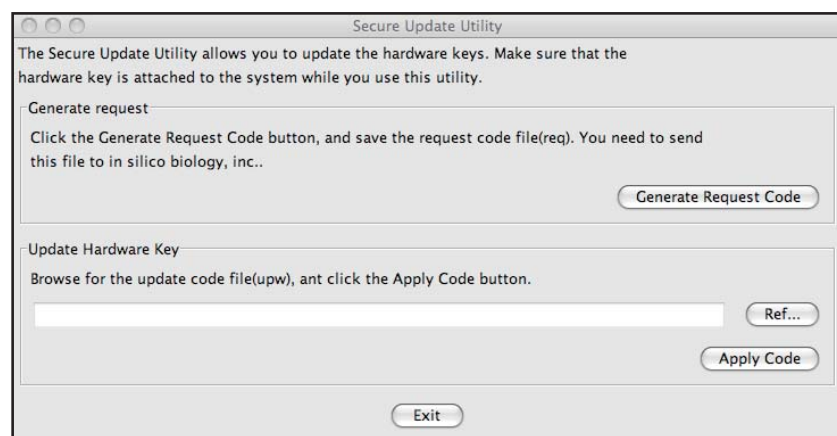 Secure Update Utility
The Secure Update Utility allows you to update the hardware keys. Make sure that the
hardware key is attached to the system while you use this utility.
Generate request
Click the Generate Request Code button, and save the request code file(req). You need to send
this file to in silico biology, inc..
Generate Request Code
Update Hardware Key
Browse for the update code file(upw), ant click the Apply Code button.
Ref...
Apply Code
Exit